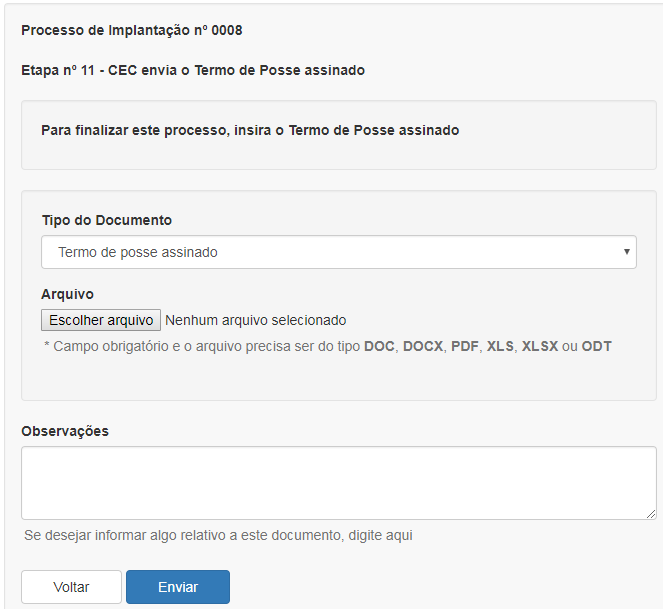 Processo de Implantação nº 0008
Etapa nº 11 - CEC envia o Termo de Posse assinado
Para finalizar este processo, insira o Termo de Posse assinado
Tipo do Documento
Termo de posse assinado
Arquivo
Escolher arquivo Nenhum arquivo selecionado
* Campo obrigatório e o arquivo precisa ser do tipo DOC, DOCX, PDF, XLS, XLSX ou ODT
Observações
Se desejar informar algo relativo a este documento, digite aqui
Voltar Enviar